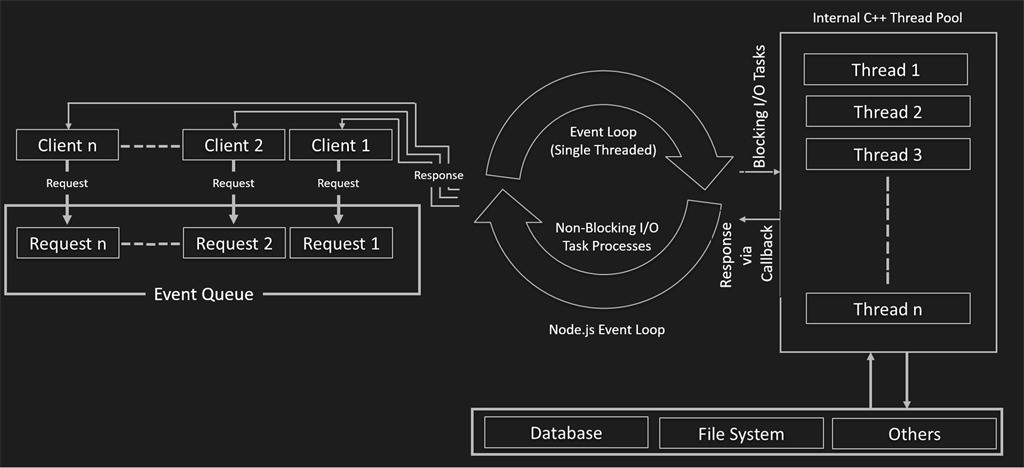 Internal C++ Thread Pool
Client n
Client 2
Client 1
Request
Request
Request
Response
Request n
Request 2
Request 1
Event Queue
Event Loop
(Single Threaded)
Non-Blocking I/O
Task Processes
Node.js Event Loop
Blocking I/O Tasks
Response
via
Callback
Thread 1
Thread 2
Thread 3
Thread n
Database
File System
Others